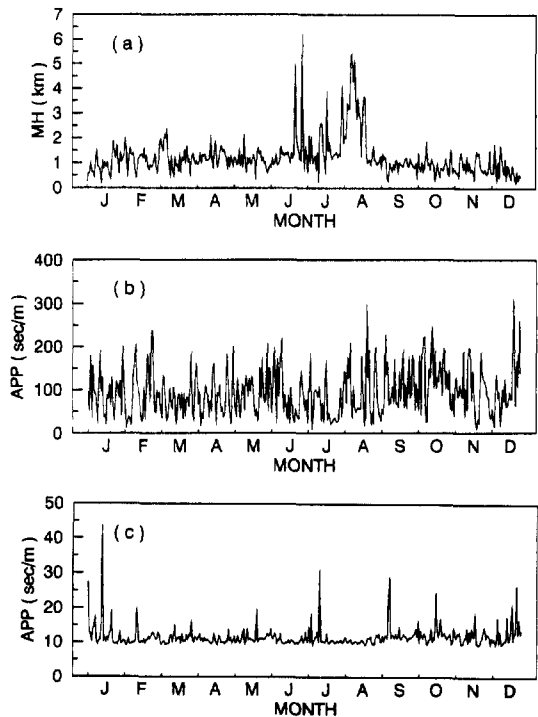 7
6
5
4
3
2
1
0
MH ( km )
( a )
J F M A M J J A S O N D
MONTH
400
300
200
100
0
APP ( sec/m )
( b )
J F M A M J J A S O N D
MONTH
50
40
30
20
10
0
APP ( sec/m )
( c )
J F M A M J J A S O N D
MONTH